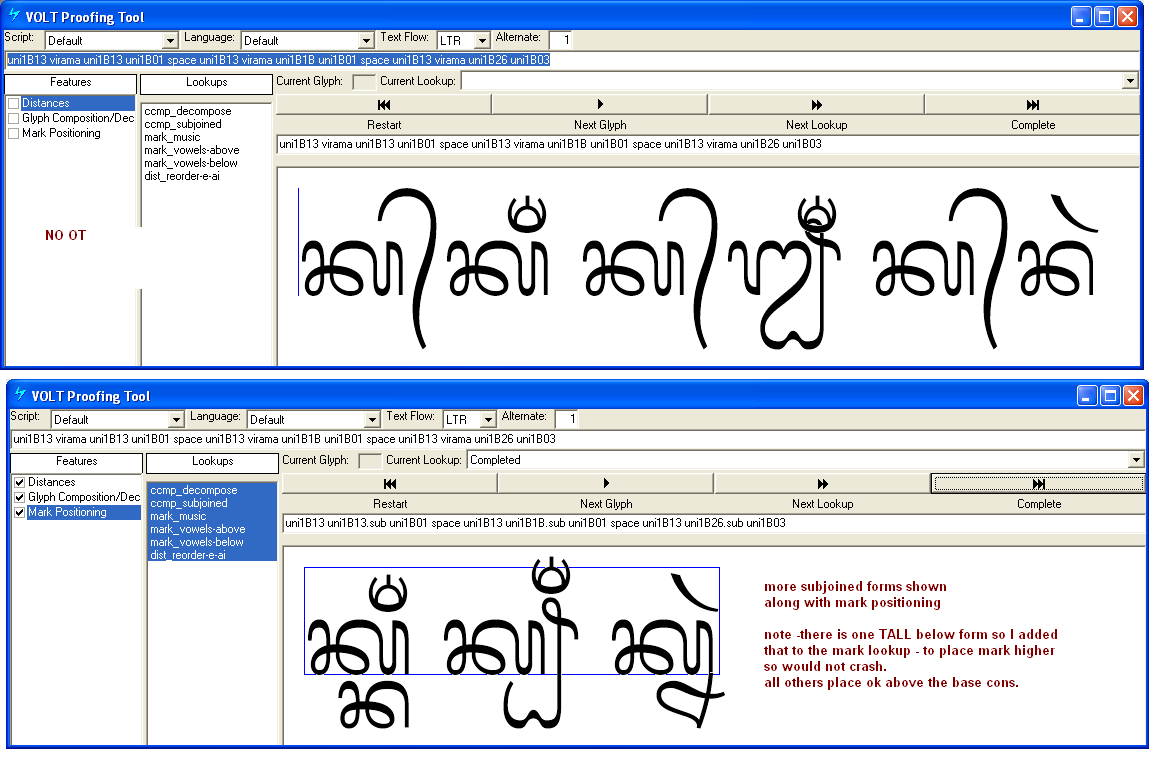 VOLT Proofing Tool
Script: Default Language: Default Text Flow: LTR Alternate: 1
uni1B13 virama uni1B13 uni1B01 space uni1B13 virama uni1B1B uni1B01 space uni1B13 virama uni1B26 uni1B03
Features Lookups Current Glyph: Current Lookup:
Distances
Glyph Composition/Dec
Mark Positioning
NO OT
ccmp_decompose
ccmp_subjoined
mark_music
mark_vowels-above
mark_vowels-below
dist_reorder-e-ai
Restart Next Glyph Next Lookup Complete
uni1B13 virama uni1B13 uni1B01 space uni1B13 virama uni1B1B uni1B01 space uni1B13 virama uni1B26 uni1B03
ᬓ᭄ᬓᬁ ᬓ᭄ᬛᬁ ᬓ᭄ᬦᬃ
VOLT Proofing Tool
Script: Default Language: Default Text Flow: LTR Alternate: 1
uni1B13 virama uni1B13 uni1B01 space uni1B13 virama uni1B1B uni1B01 space uni1B13 virama uni1B26 uni1B03
Features Lookups Current Glyph: Current Lookup: Completed
Distances
Glyph Composition/Dec
Mark Positioning
ccmp_decompose
ccmp_subjoined
mark_music
mark_vowels-above
mark_vowels-below
dist_reorder-e-ai
Restart Next Glyph Next Lookup Complete
uni1B13 uni1B13.sub uni1B01 space uni1B13 uni1B1B.sub uni1B01 space uni1B13 uni1B26.sub uni1B03
ᬓ᭄ᬓᬁ ᬓ᭄ᬛᬁ ᬓ᭄ᬦᬃ
more subjoined forms shown
along with mark positioning
note -there is one TALL below form so I added
that to the mark lookup - to place mark higher
so would not crash.
all others place ok above the base cons.